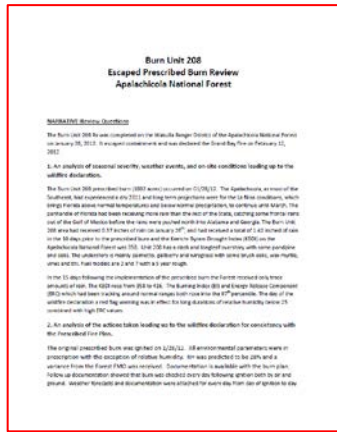 Burn Unit 208
Escaped Prescribed Burn Review
Apalachicola National Forest
NARRATIVE Review Questions
The Burn Unit 208 Rx was completed on the Wakulla Ranger District of the Apalachicola National Forest
on January 26, 2012. It escaped containment and was declared the Grand Bay Fire on February 12,
2012
1. An analysis of seasonal severity, weather events, and on-site conditions leading up to the
wildfire declaration.
The Burn Unit 208 prescribed burn ( acres) occurred on 01/26/12. The Apalachicola, as most of the
Southeast, had experienced a dry 2011 and long term projections were for the La Nina conditions, which
brings Florida above normal temperatures and below normal precipitation, to continue until March. The
panhandle of Florida had been receiving more rain than the rest of the State, catching some frontal rains
out of the Gulf of Mexico before the rains were pushed north into Alabama and Georgia. The Burn Unit
208 area had received 0.37 inches of rain on January, and had received a total of inches of rain
in the 30 days prior to the prescribed burn and the Keetch Byram Drought Index (KBDI) on the
Apalachicola National Forest was 358. Unit 208 has a and longleaf overstory, with some pondpine
and . The understory is mainly palmetto, gallberry and wiregrass with some brush , wax myrtle,
and titi. Fuel models are 2 and 7 with a 3 year rough.
In the 15 days following the implementation of the prescribed burn the Forest received only trace
amounts of rain. The KBDI rose from 358 to 416. The Burning Index (BI) and Energy Release Component
(ERC) which had been tracking around normal ranges both rose into the 97th percentile. The day of the
wildfire declaration a red flag warning was in effect for long durations of relative humidity below 25
combined with high ERC values.
2. An analysis of the actions taken leading up to the wildfire declaration for consistency with
the Prescribed Fire Plan.
The original prescribed burn was ignited on 1/26/12. All environmental parameters were in
prescription with the exception of relative humidity. RH was predicted to be 28% and a
variance from the Forest FMO was received. Documentation is available with the burn plan.
Follow up documentation showed that burn was checked every day following ignition both by air and
ground. Weather forecasts and documentation were attached for every day from day of ignition to day